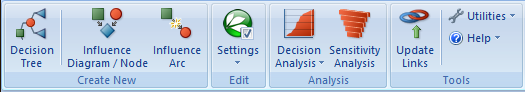 Decision
Tree
Influence
Diagram / Node
Influence
Arc
Create New
Settings
Edit
Decision
Analysis
Sensitivity
Analysis
Analysis
Update
Links
Utilities
Help
Tools